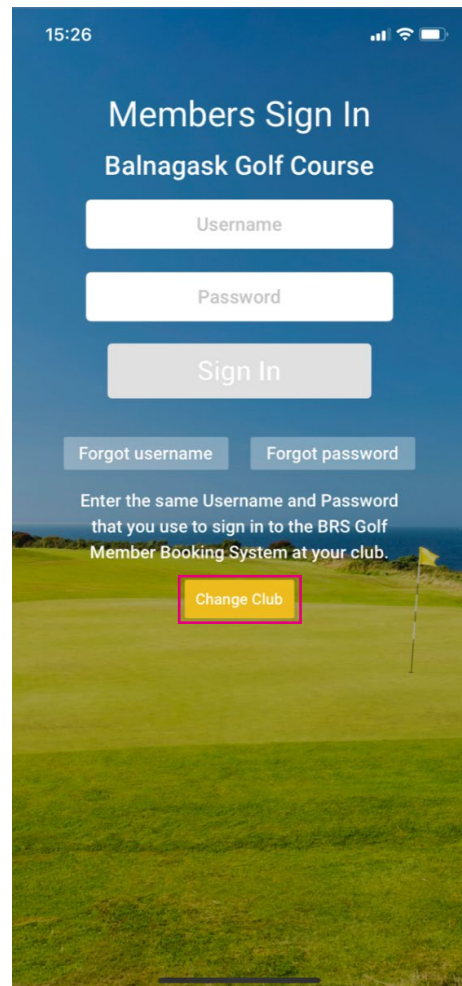 15:26
Members Sign In
Balnagask Golf Course
Username
Password
Sign In
Forgot username
Forgot password
Enter the same Username and Password
that you use to sign in to the BRS Golf
Member Booking System at your club.
Change Club